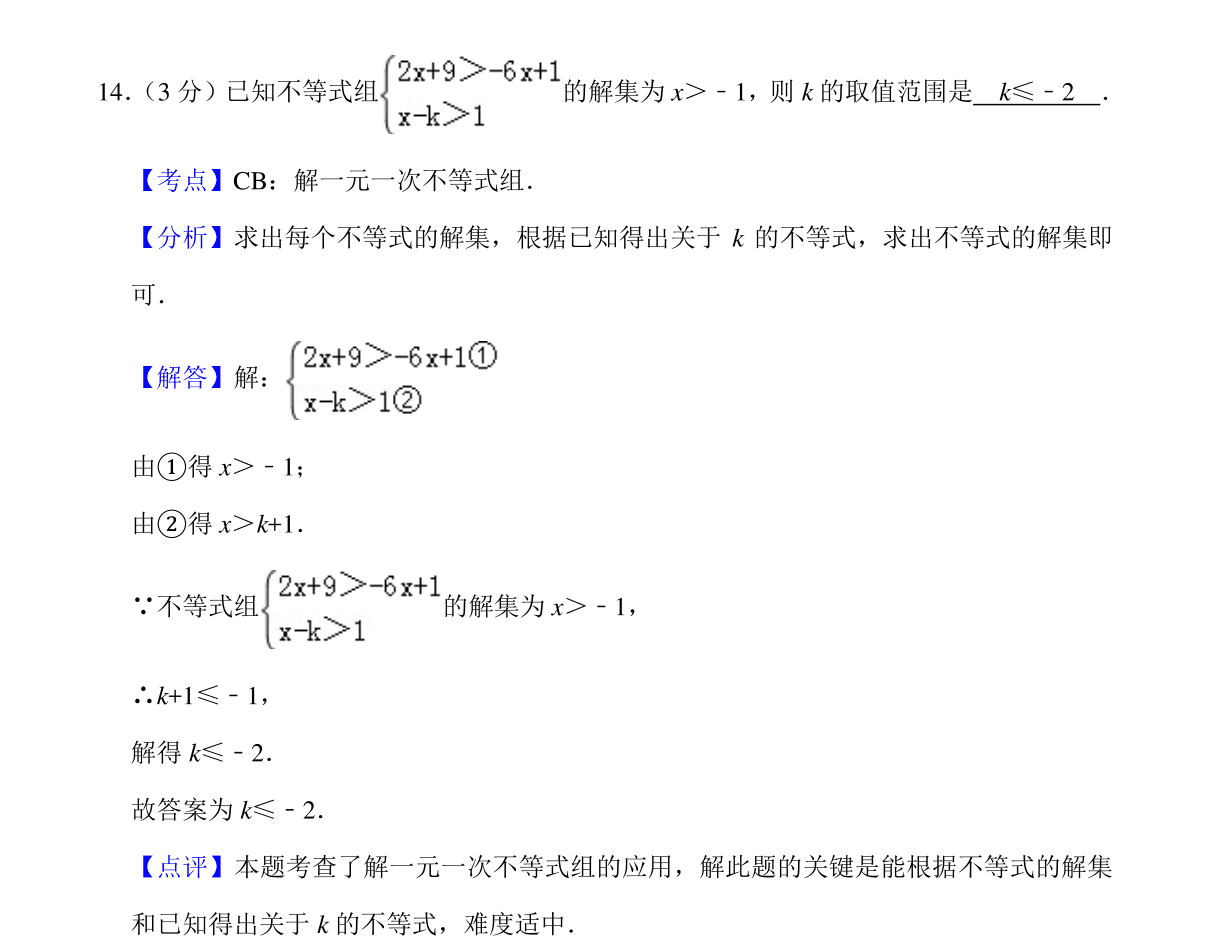 14．（3 分）已知不等式组{2x+9＞-6x+1 x-k＞1的解集为 x＞﹣1，则 k 的取值范围是　k≤﹣2　．
【考点】CB：解一元一次不等式组．
【分析】求出每个不等式的解集，根据已知得出关于 k 的不等式，求出不等式的解集即
可．
【解答】解：{2x+9＞-6x+1① x-k＞1②
由①得 x＞﹣1；
由②得 x＞k+1．
∵不等式组{2x+9＞-6x+1 x-k＞1的解集为 x＞﹣1，
∴k+1≤﹣1，
解得 k≤﹣2．
故答案为 k≤﹣2．
【点评】本题考查了解一元一次不等式组的应用，解此题的关键是能根据不等式的解集
和已知得出关于 k 的不等式，难度适中．